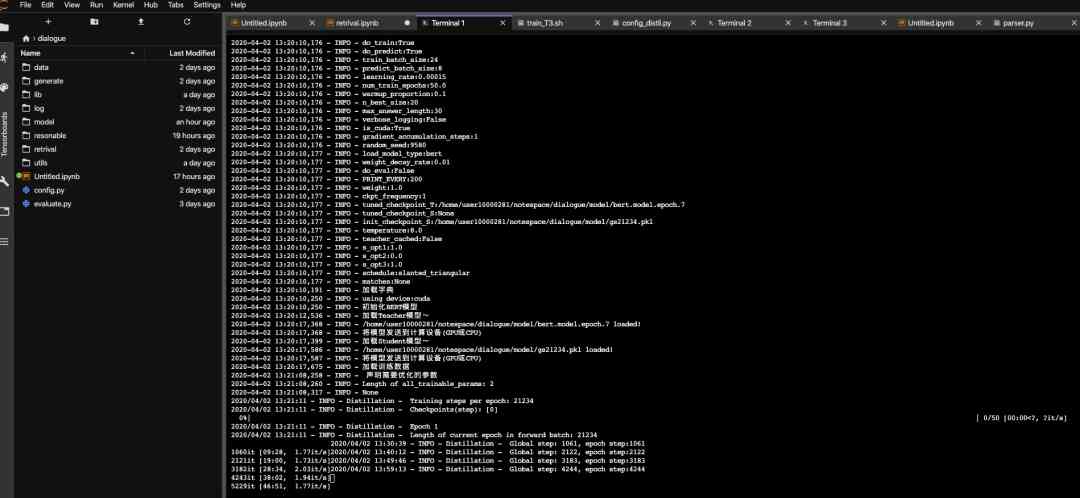 File Edit View Run Kernel Hub Tabs Settings Help
Untitled.ipynb retrival.ipynb Terminal 1 train_T3.sh config_distil.py Terminal 2 Terminal 3 Untitled.ipynb parser.py
dialogue
Name Last Modified
data 2 days ago
generate 2 days ago
lib a day ago
log 2 days ago
model an hour ago
resonable 19 hours ago
retrival 2 days ago
utils a day ago
Untitled.ipynb 17 hours ago
config.py 2 days ago
evaluate.py 3 days ago
Tensorboards
2020-04-02 13:20:10,176 - INFO - do_train:True
2020-04-02 13:20:10,176 - INFO - do_predict:True
2020-04-02 13:20:10,176 - INFO - train_batch_size:24
2020-04-02 13:20:10,176 - INFO - predict_batch_size:8
2020-04-02 13:20:10,176 - INFO - learning_rate:0.00015
2020-04-02 13:20:10,176 - INFO - num_train_epochs:50.0
2020-04-02 13:20:10,176 - INFO - warmup_proportion:0.1
2020-04-02 13:20:10,176 - INFO - n_best_size:20
2020-04-02 13:20:10,176 - INFO - max_answer_length:30
2020-04-02 13:20:10,176 - INFO - verbose_logging:False
2020-04-02 13:20:10,176 - INFO - is_cuda:True
2020-04-02 13:20:10,176 - INFO - gradient_accumulation_steps:1
2020-04-02 13:20:10,176 - INFO - random_seed:9580
2020-04-02 13:20:10,176 - INFO - load_model_type:bert
2020-04-02 13:20:10,177 - INFO - weight_decay_rate:0.01
2020-04-02 13:20:10,177 - INFO - do_eval:False
2020-04-02 13:20:10,177 - INFO - PRINT_EVERY:200
2020-04-02 13:20:10,177 - INFO - weight:1.0
2020-04-02 13:20:10,177 - INFO - ckpt_frequency:1
2020-04-02 13:20:10,177 - INFO - tuned_checkpoint_T:/home/user10000281/notespace/dialogue/model/bert.model.epoch.7
2020-04-02 13:20:10,177 - INFO - tuned_checkpoint_S:None
2020-04-02 13:20:10,177 - INFO - init_checkpoint_S:/home/user10000281/notespace/dialogue/model/gs21234.pkl
2020-04-02 13:20:10,177 - INFO - temperature:8.0
2020-04-02 13:20:10,177 - INFO - teacher_cached:False
2020-04-02 13:20:10,177 - INFO - s_opt1:1.0
2020-04-02 13:20:10,177 - INFO - s_opt2:0.0
2020-04-02 13:20:10,177 - INFO - s_opt3:1.0
2020-04-02 13:20:10,177 - INFO - schedule:slanted_triangular
2020-04-02 13:20:10,177 - INFO - matches:None
2020-04-02 13:20:10,191 - INFO - 加载字典
2020-04-02 13:20:10,250 - INFO - using device:cuda
2020-04-02 13:20:10,250 - INFO - 初始化BERT模型
2020-04-02 13:20:12,536 - INFO - 加载Teacher模型~
2020-04-02 13:20:17,368 - INFO - /home/user10000281/notespace/dialogue/model/bert.model.epoch.7 loaded!
2020-04-02 13:20:17,368 - INFO - 将模型发送到计算设备(GPU或CPU)
2020-04-02 13:20:17,399 - INFO - 加载Student模型~
2020-04-02 13:20:17,586 - INFO - /home/user10000281/notespace/dialogue/model/gs21234.pkl loaded!
2020-04-02 13:20:17,587 - INFO - 将模型发送到计算设备(GPU或CPU)
2020-04-02 13:20:17,675 - INFO - 加载训练数据
2020-04-02 13:21:08,258 - INFO - 声明需要优化的参数
2020-04-02 13:21:08,260 - INFO - Length of all_trainable_params: 2
2020-04-02 13:21:08,317 - INFO - None
2020/04/02 13:21:11 - INFO - Distillation - Training steps per epoch: 21234
2020/04/02 13:21:11 - INFO - Distillation - Checkpoints(step): [0]
0%| | 0/50 [00:00<?, ?it/s]
2020/04/02 13:21:11 - INFO - Distillation - Epoch 1
2020/04/02 13:21:11 - INFO - Distillation - Length of current epoch in forward batch: 21234
2020/04/02 13:30:39 - INFO - Distillation - Global step: 1061, epoch step:1061
1060it [09:28, 1.77it/s]2020/04/02 13:40:12 - INFO - Distillation - Global step: 2122, epoch step:2122
2121it [19:00, 1.73it/s]2020/04/02 13:49:46 - INFO - Distillation - Global step: 3183, epoch step:3183
3182it [28:34, 2.03it/s]2020/04/02 13:59:13 - INFO - Distillation - Global step: 4244, epoch step:4244
4243it [38:02, 1.94it/s]
5229it [46:51, 1.77it/s]